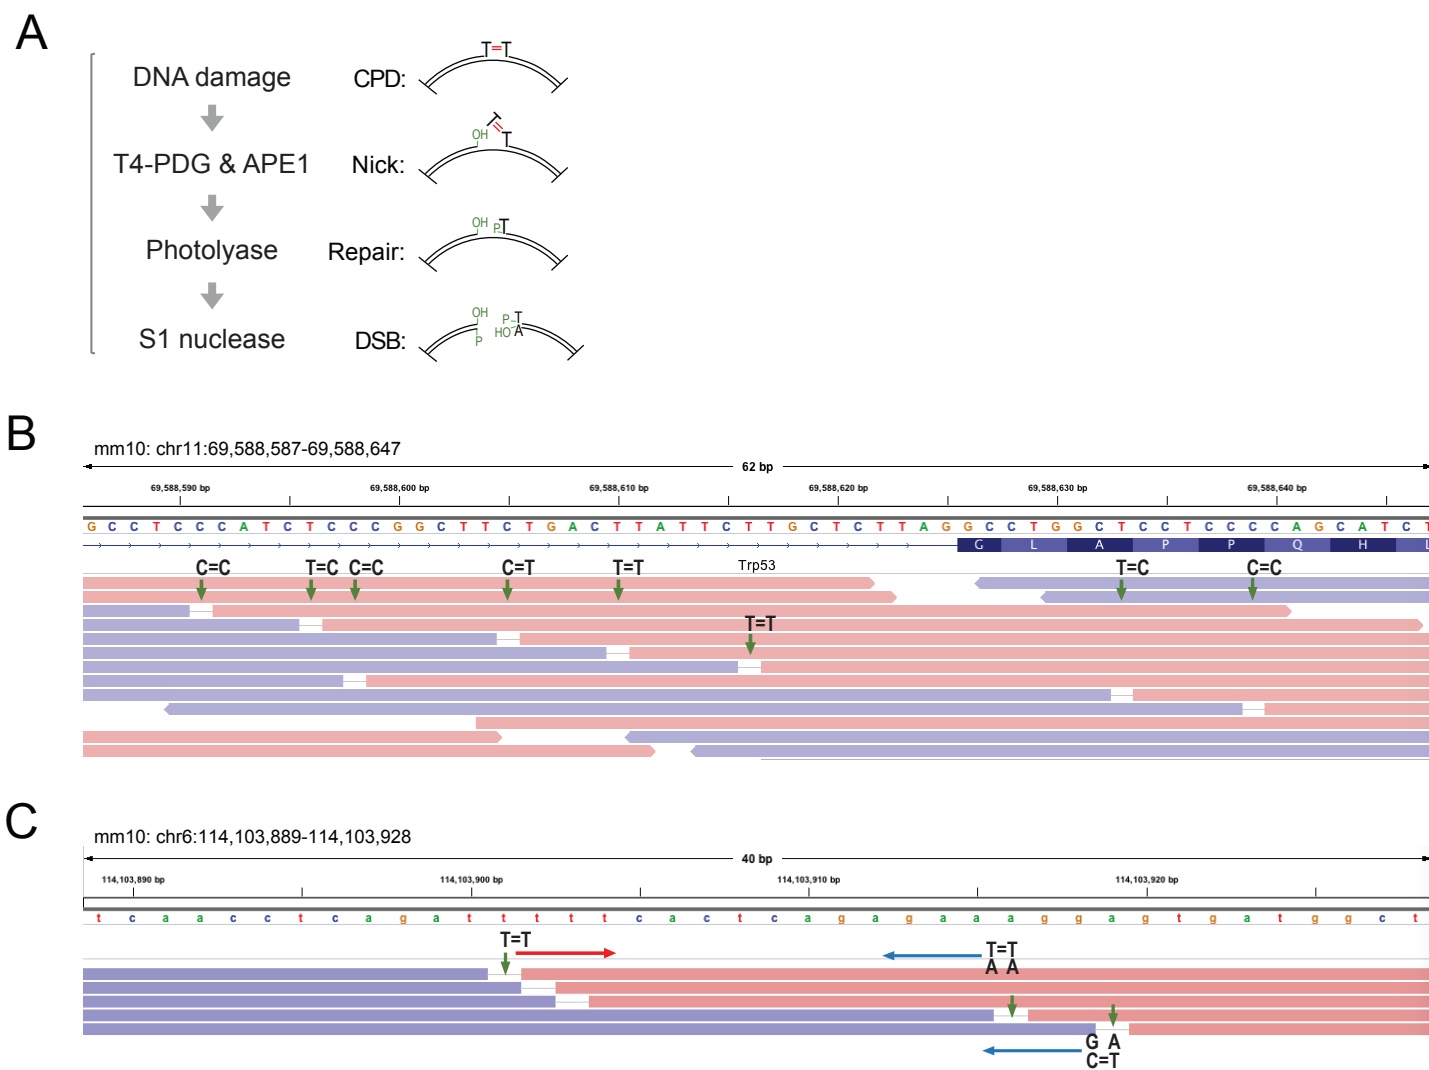 A
DNA damage
CPD:
T=T
T4-PDG & APE1
Nick:
OH
T
T
Photolyase
Repair:
OH
P
T
S1 nuclease
DSB:
OH
P
P
T
HO
A
B
mm10: chr11:69,588,587-69,588,647
62 bp
69,588,590 bp 69,588,600 bp 69,588,610 bp 69,588,620 bp 69,588,630 bp 69,588,640 bp
G C C T C C C A T C T C C C G G C T T C T G A C T T A T T C T T G C T C T T A G G C C T G G C T C C T C C C C A G C A T C T
G L A P P Q H L
C=C T=C C=C C=T T=T Trp53 T=C C=C
T=T
C
mm10: chr6:114,103,889-114,103,928
40 bp
114,103,890 bp 114,103,900 bp 114,103,910 bp 114,103,920 bp
t c a a c c t c a g a t t t t t c a c t c a g a g a a a g g a g t g a t g g c t
T=T
T=T
A A
G A
C=T